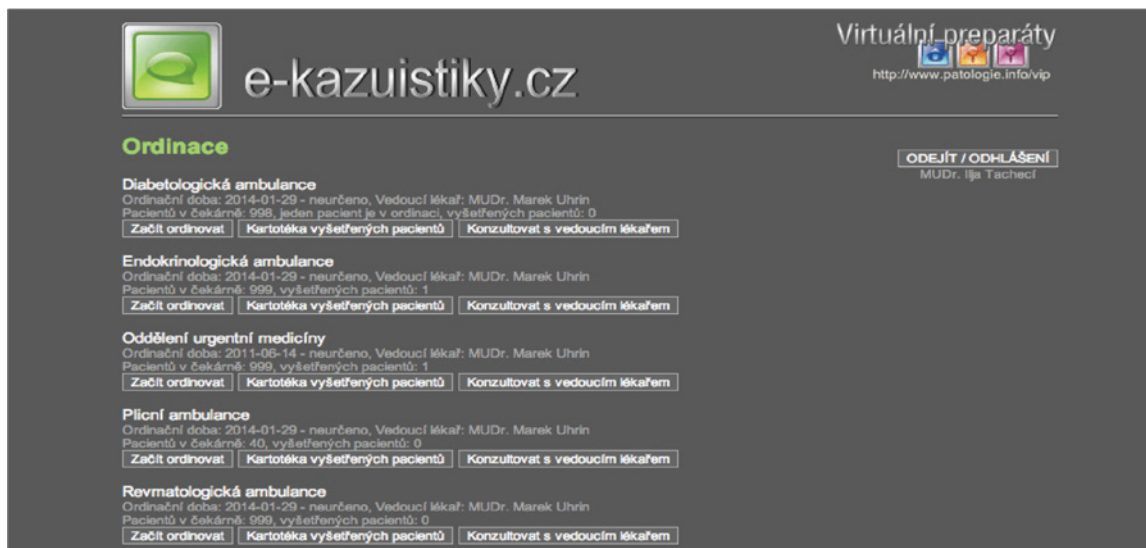 e-kazuistiky.cz
Virtuální preparáty
http://www.patologie.info/vip
Ordinace
ODEJÍT / ODHLÁŠENÍ
MUDr. Ilja Tachecí
Diabetologická ambulance
Ordinační doba: 2014-01-29 - neurčeno, Vedoucí lékař: MUDr. Marek Uhrin
Pacientů v čekárně: 998, jeden pacient je v ordinaci, vyšetřených pacientů: 0
Začít ordinovat Kartotéka vyšetřených pacientů Konzultovat s vedoucím lékařem
Endokrinologická ambulance
Ordinační doba: 2014-01-29 - neurčeno, Vedoucí lékař: MUDr. Marek Uhrin
Pacientů v čekárně: 999, vyšetřených pacientů: 1
Začít ordinovat Kartotéka vyšetřených pacientů Konzultovat s vedoucím lékařem
Oddělení urgentní medicíny
Ordinační doba: 2011-06-14 - neurčeno, Vedoucí lékař: MUDr. Marek Uhrin
Pacientů v čekárně: 999, vyšetřených pacientů: 1
Začít ordinovat Kartotéka vyšetřených pacientů Konzultovat s vedoucím lékařem
Plicní ambulance
Ordinační doba: 2014-01-29 - neurčeno, Vedoucí lékař: MUDr. Marek Uhrin
Pacientů v čekárně: 40, vyšetřených pacientů: 0
Začít ordinovat Kartotéka vyšetřených pacientů Konzultovat s vedoucím lékařem
Revmatologická ambulance
Ordinační doba: 2014-01-29 - neurčeno, Vedoucí lékař: MUDr. Marek Uhrin
Pacientů v čekárně: 999, vyšetřených pacientů: 0
Začít ordinovat Kartotéka vyšetřených pacientů Konzultovat s vedoucím lékařem